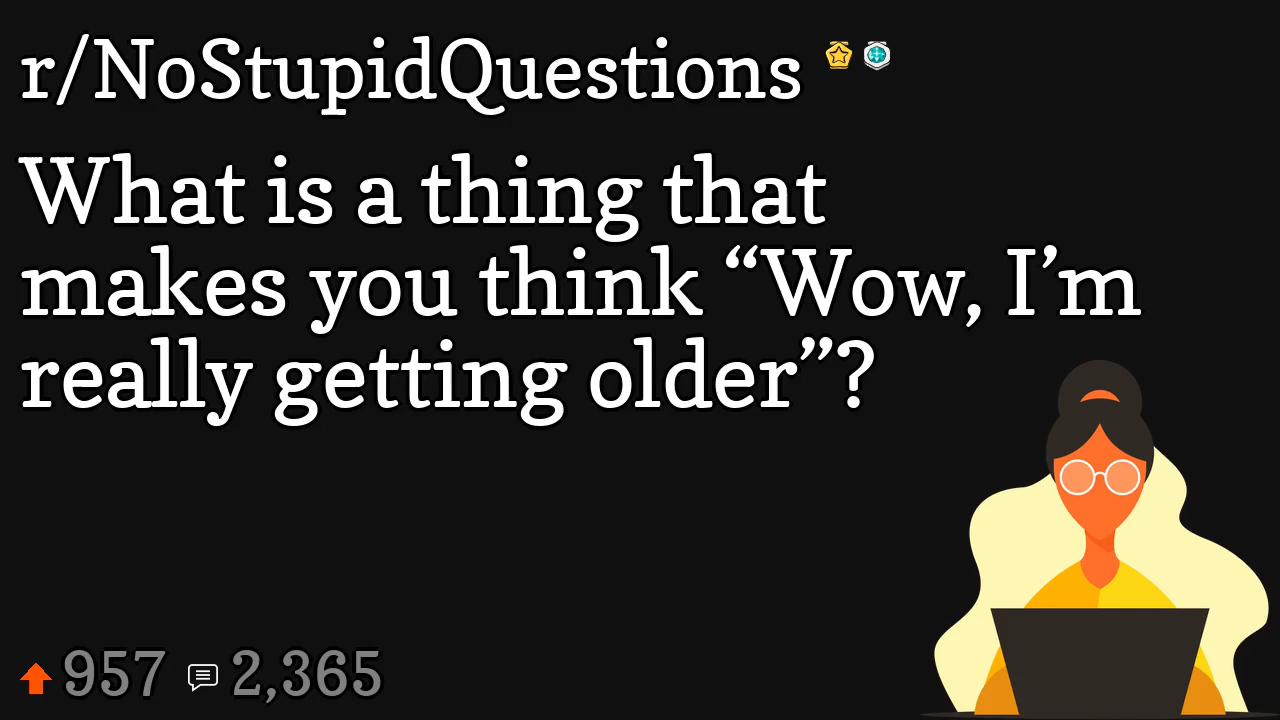 r/NoStupidQuestions
What is a thing that
makes you think “Wow, I’m
really getting older”?
957 2,365